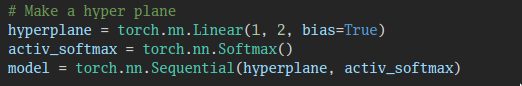 # Make a hyper plane
hyperplane = torch.nn.Linear(1, 2, bias=True)
activ_softmax = torch.nn.Softmax()
model = torch.nn.Sequential(hyperplane, activ_softmax)